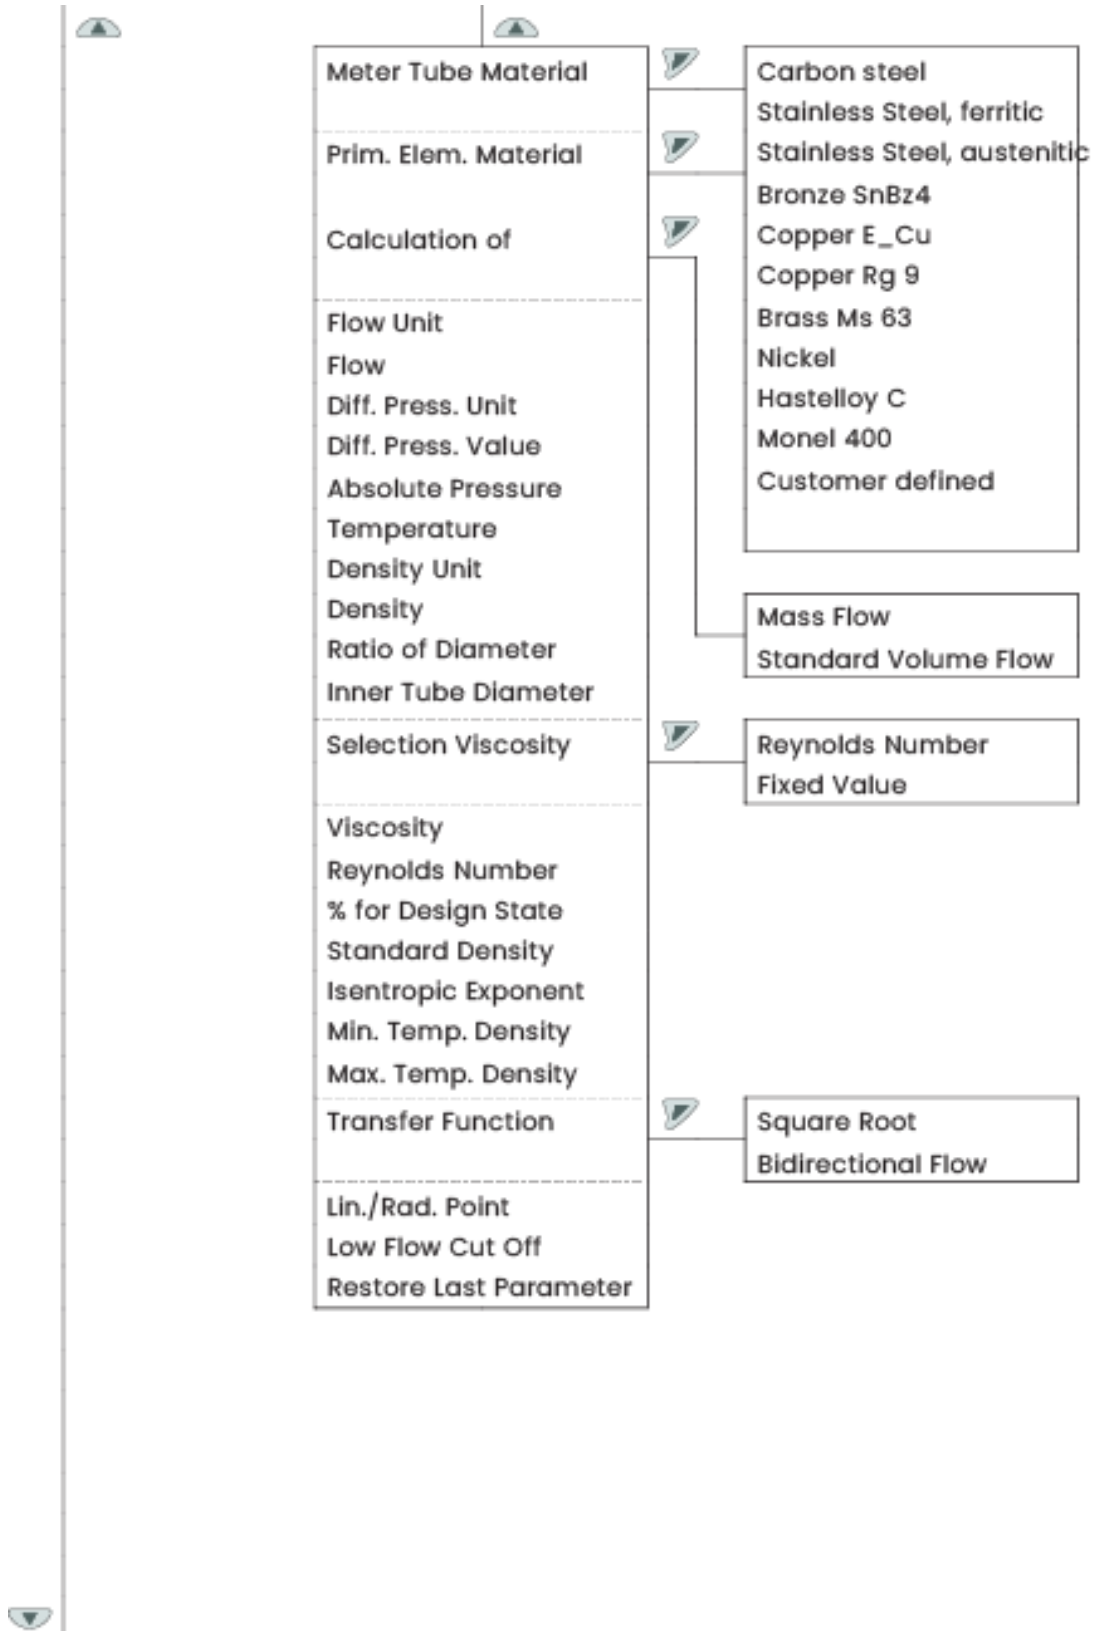 Meter Tube Material
Prim. Elem. Material
Calculation of
Flow Unit
Flow
Diff. Press. Unit
Diff. Press. Value
Absolute Pressure
Temperature
Density Unit
Density
Ratio of Diameter
Inner Tube Diameter
Selection Viscosity
Viscosity
Reynolds Number
% for Design State
Standard Density
Isentropic Exponent
Min. Temp. Density
Max. Temp. Density
Transfer Function
Lin./Rad. Point
Low Flow Cut Off
Restore Last Parameter
Carbon steel
Stainless Steel, ferritic
Stainless Steel, austenitic
Bronze SnBz4
Copper E_Cu
Copper Rg 9
Brass Ms 63
Nickel
Hastelloy C
Monel 400
Customer defined
Mass Flow
Standard Volume Flow
Reynolds Number
Fixed Value
Square Root
Bidirectional Flow